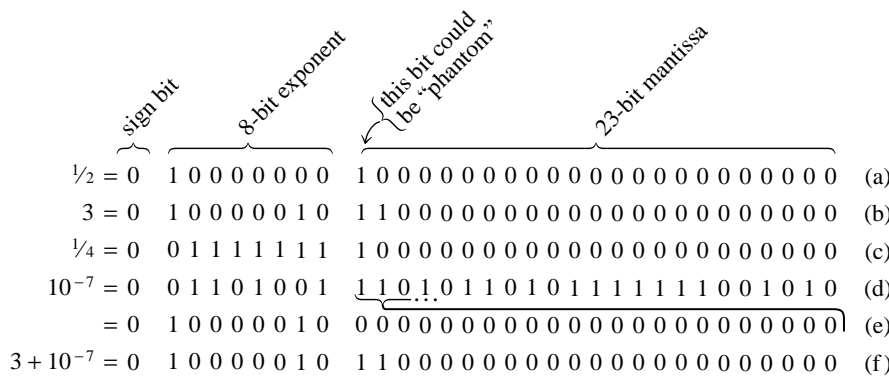 sign bit
8-bit exponent
this bit could
be “phantom”
23-bit mantissa
½ = 0 1 0 0 0 0 0 0 0 1 0 0 0 0 0 0 0 0 0 0 0 0 0 0 0 0 0 0 0 0 0 0 (a)
3 = 0 1 0 0 0 0 0 1 0 1 1 0 0 0 0 0 0 0 0 0 0 0 0 0 0 0 0 0 0 0 0 0 (b)
¼ = 0 0 1 1 1 1 1 1 1 1 0 0 0 0 0 0 0 0 0 0 0 0 0 0 0 0 0 0 0 0 0 0 (c)
10⁻⁷ = 0 0 1 1 0 1 0 0 1 1 1 0 1 0 1 1 0 1 0 1 1 1 1 1 1 1 0 0 1 0 1 0 (d)
...
= 0 1 0 0 0 0 0 1 0 0 0 0 0 0 0 0 0 0 0 0 0 0 0 0 0 0 0 0 0 0 0 0 (e)
3 + 10⁻⁷ = 0 1 0 0 0 0 0 1 0 1 1 0 0 0 0 0 0 0 0 0 0 0 0 0 0 0 0 0 0 0 0 0 (f)